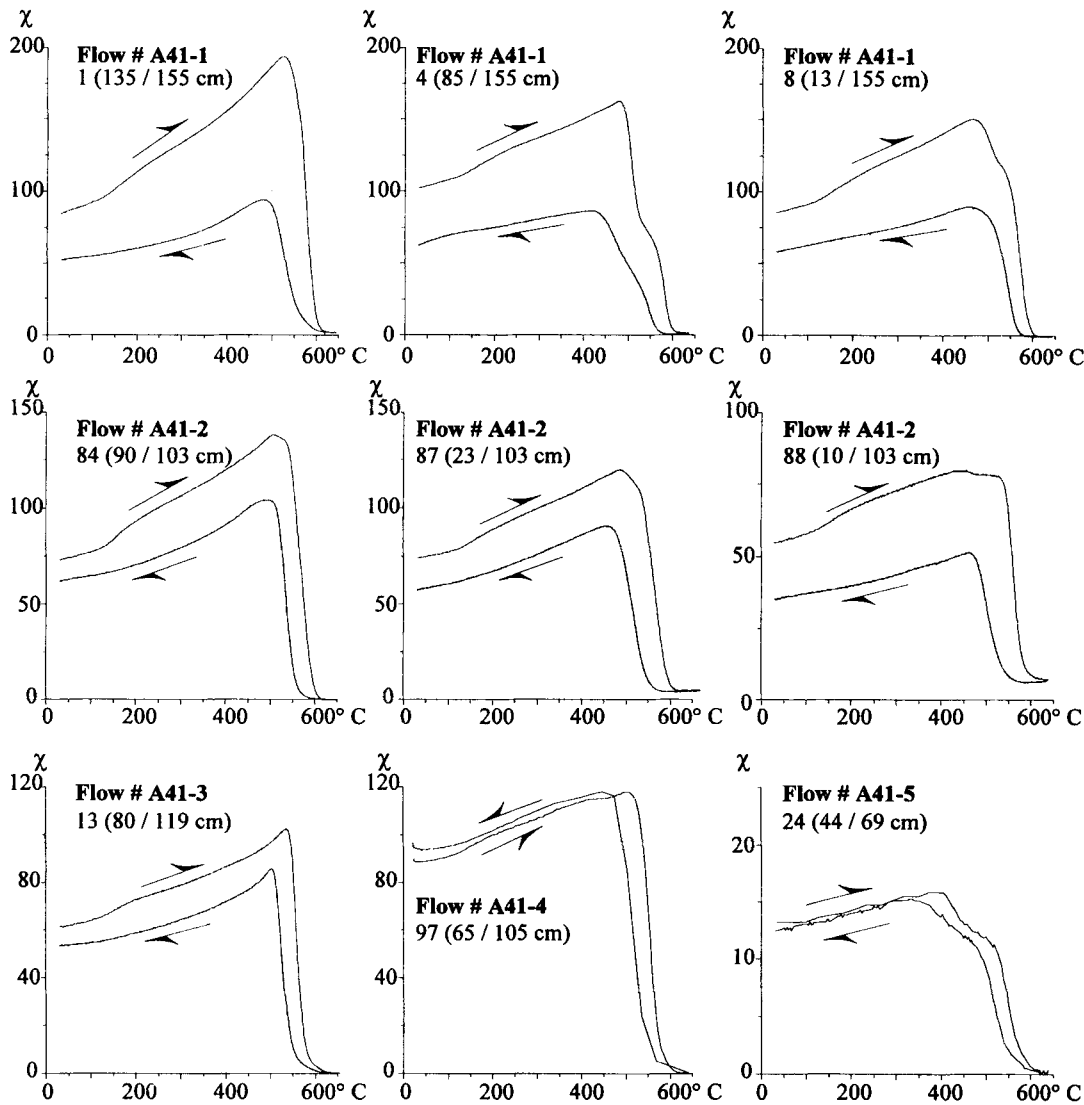 χ
200
100
0
Flow # A41-1
1 (135 / 155 cm)
0 200 400 600° C
χ
200
100
0
Flow # A41-1
4 (85 / 155 cm)
0 200 400 600° C
χ
200
100
0
Flow # A41-1
8 (13 / 155 cm)
0 200 400 600° C
χ
150
100
50
0
Flow # A41-2
84 (90 / 103 cm)
0 200 400 600° C
χ
150
100
50
0
Flow # A41-2
87 (23 / 103 cm)
0 200 400 600° C
χ
100
50
0
Flow # A41-2
88 (10 / 103 cm)
0 200 400 600° C
χ
120
80
40
0
Flow # A41-3
13 (80 / 119 cm)
0 200 400 600° C
χ
120
80
40
0
Flow # A41-4
97 (65 / 105 cm)
0 200 400 600° C
χ
20
10
0
Flow # A41-5
24 (44 / 69 cm)
0 200 400 600° C